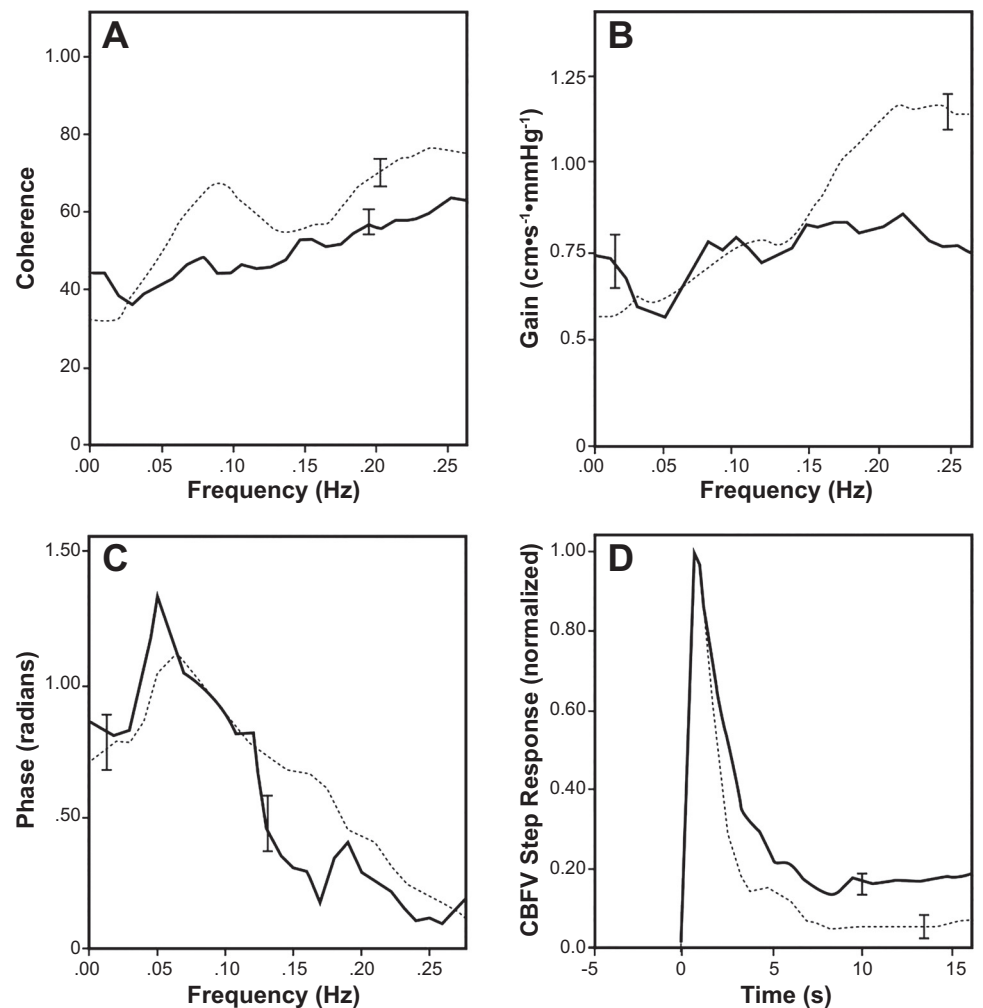 A
Coherence
1.00
80
60
40
20
0
.00 .05 .10 .15 .20 .25
Frequency (Hz)
B
Gain (cm•s⁻¹•mmHg⁻¹)
1.25
1.00
0.75
0.5
0
.00 .05 .10 .15 .20 .25
Frequency (Hz)
C
Phase (radians)
1.50
1.00
.50
0
.00 .05 .10 .15 .20 .25
Frequency (Hz)
D
CBFV Step Response (normalized)
1.00
0.80
0.60
0.40
0.20
0.0
-5 0 5 10 15
Time (s)